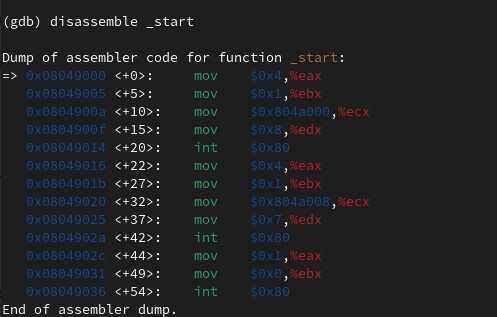 (gdb) disassemble _start
Dump of assembler code for function _start:
=> 0x08049000 <+0>:     mov    $0x4,%eax
   0x08049005 <+5>:     mov    $0x1,%ebx
   0x0804900a <+10>:    mov    $0x804a000,%ecx
   0x0804900f <+15>:    mov    $0x8,%edx
   0x08049014 <+20>:    int    $0x80
   0x08049016 <+22>:    mov    $0x4,%eax
   0x0804901b <+27>:    mov    $0x1,%ebx
   0x08049020 <+32>:    mov    $0x804a008,%ecx
   0x08049025 <+37>:    mov    $0x7,%edx
   0x0804902a <+42>:    int    $0x80
   0x0804902c <+44>:    mov    $0x1,%eax
   0x08049031 <+49>:    mov    $0x0,%ebx
   0x08049036 <+54>:    int    $0x80
End of assembler dump.